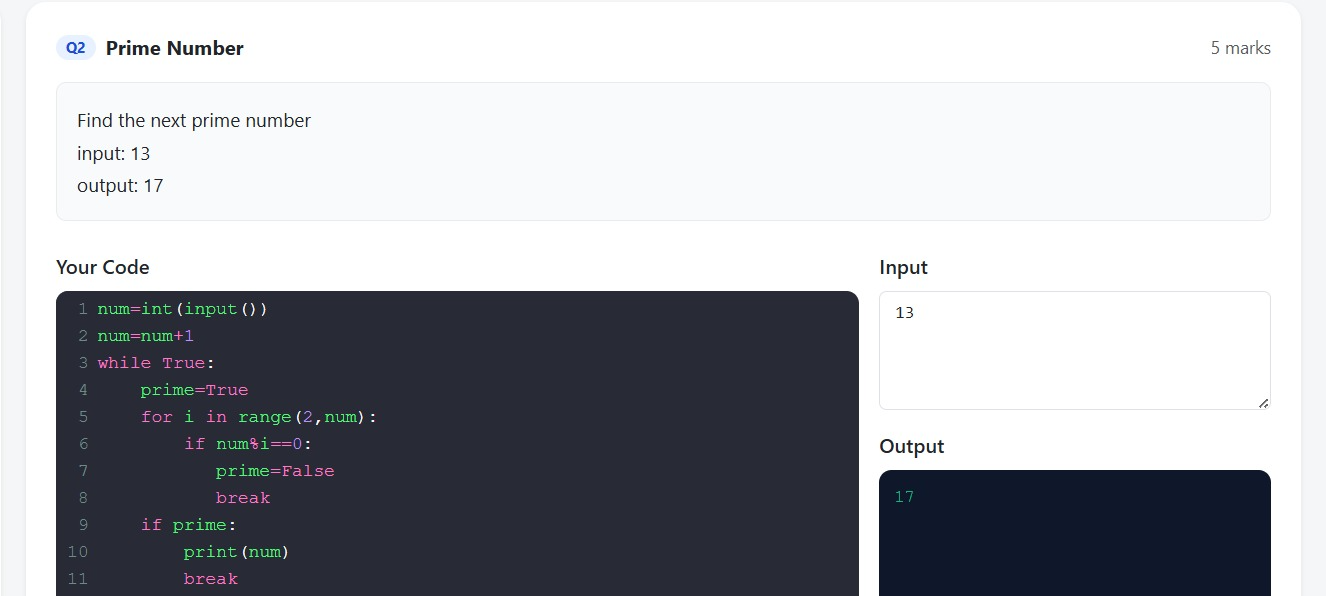 Q2 Prime Number
5 marks
Find the next prime number
input: 13
output: 17
Your Code
1 num=int(input())
2 num=num+1
3 while True:
4     prime=True
5     for i in range(2,num):
6         if num%i==0:
7            prime=False
8            break
9     if prime:
10         print(num)
11         break
Input
13
Output
17